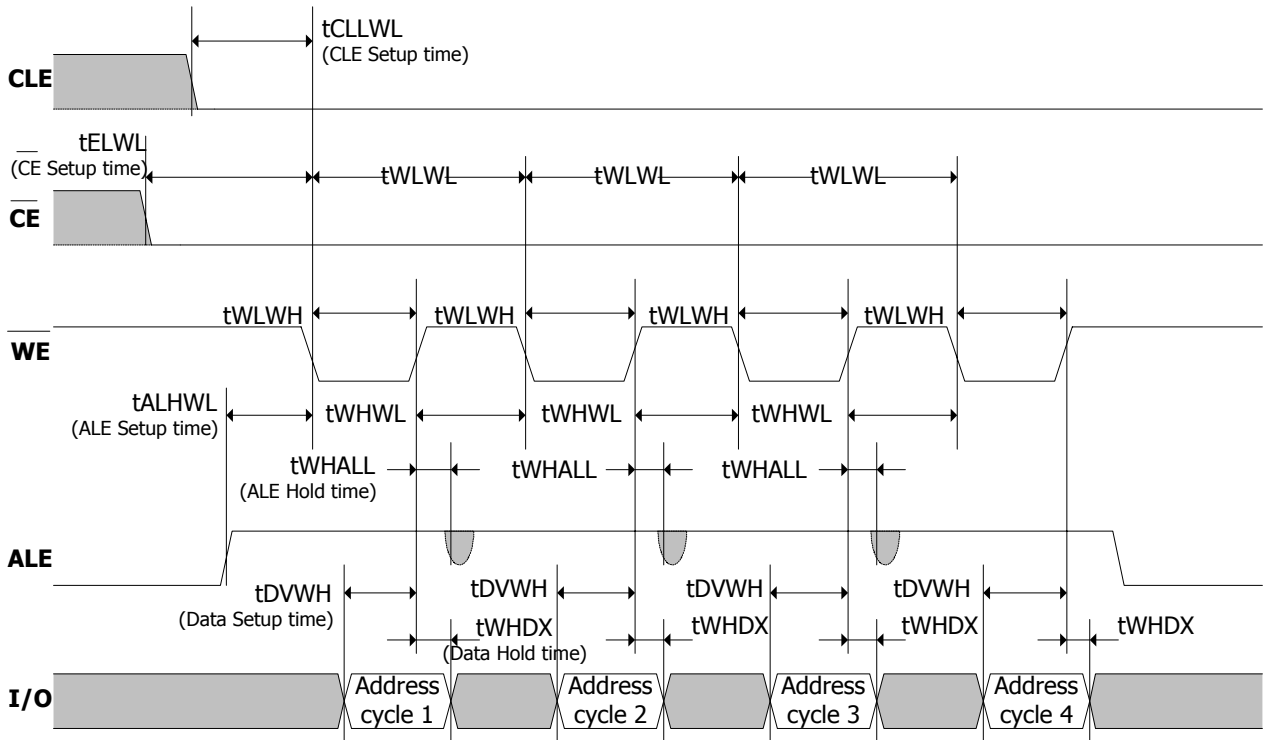 tCLLWL
(CLE Setup time)
CLE
tELWL
(CE Setup time)
tWLWL tWLWL tWLWL
CE
tWLWH tWLWH tWLWH tWLWH
WE
tALHWL
(ALE Setup time)
tWHWL tWHWL tWHWL
tWHALL tWHALL tWHALL
(ALE Hold time)
ALE
tDVWH tDVWH tDVWH tDVWH
(Data Setup time)
tWHDX tWHDX tWHDX tWHDX
(Data Hold time)
I/O
Address Address Address Address
cycle 1 cycle 2 cycle 3 cycle 4